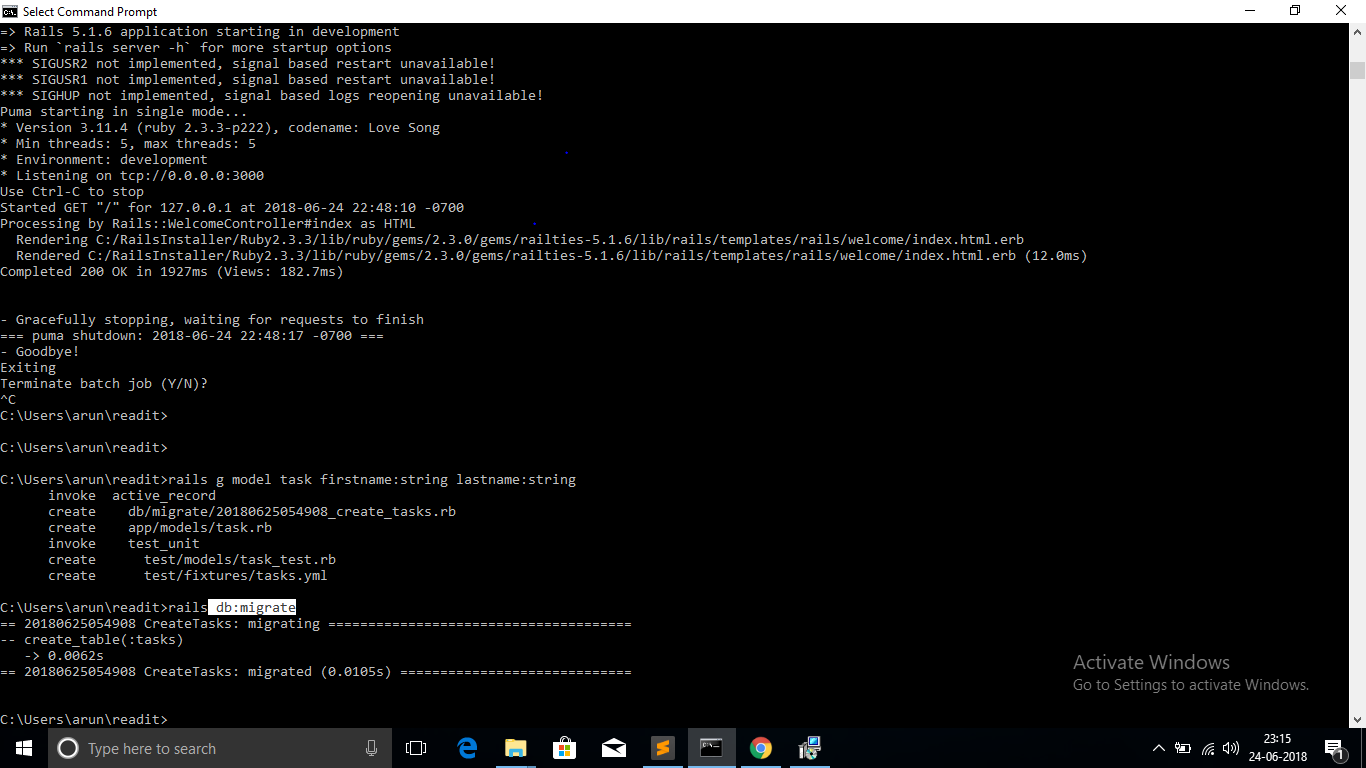 Select Command Prompt
=> Rails 5.1.6 application starting in development
=> Run `rails server -h` for more startup options
*** SIGUSR2 not implemented, signal based restart unavailable!
*** SIGUSR1 not implemented, signal based restart unavailable!
*** SIGHUP not implemented, signal based logs reopening unavailable!
Puma starting in single mode...
* Version 3.11.4 (ruby 2.3.3-p222), codename: Love Song
* Min threads: 5, max threads: 5
* Environment: development
* Listening on tcp://0.0.0.0:3000
Use Ctrl-C to stop
Started GET "/" for 127.0.0.1 at 2018-06-24 22:48:10 -0700
Processing by Rails::WelcomeController#index as HTML
  Rendering C:/RailsInstaller/Ruby2.3.3/lib/ruby/gems/2.3.0/gems/railties-5.1.6/lib/rails/templates/rails/welcome/index.html.erb
  Rendered C:/RailsInstaller/Ruby2.3.3/lib/ruby/gems/2.3.0/gems/railties-5.1.6/lib/rails/templates/rails/welcome/index.html.erb (12.0ms)
Completed 200 OK in 1927ms (Views: 182.7ms)
- Gracefully stopping, waiting for requests to finish
=== puma shutdown: 2018-06-24 22:48:17 -0700 ===
- Goodbye!
Exiting
Terminate batch job (Y/N)?
^C
C:\Users\arun\readit>
C:\Users\arun\readit>
C:\Users\arun\readit>rails g model task firstname:string lastname:string
      invoke  active_record
      create    db/migrate/20180625054908_create_tasks.rb
      create    app/models/task.rb
      invoke    test_unit
      create      test/models/task_test.rb
      create      test/fixtures/tasks.yml
C:\Users\arun\readit>rails db:migrate
== 20180625054908 CreateTasks: migrating ======================================
-- create_table(:tasks)
   -> 0.0062s
== 20180625054908 CreateTasks: migrated (0.0105s) =============================
C:\Users\arun\readit>
Activate Windows
Go to Settings to activate Windows.
Type here to search
23:15
24-06-2018
1